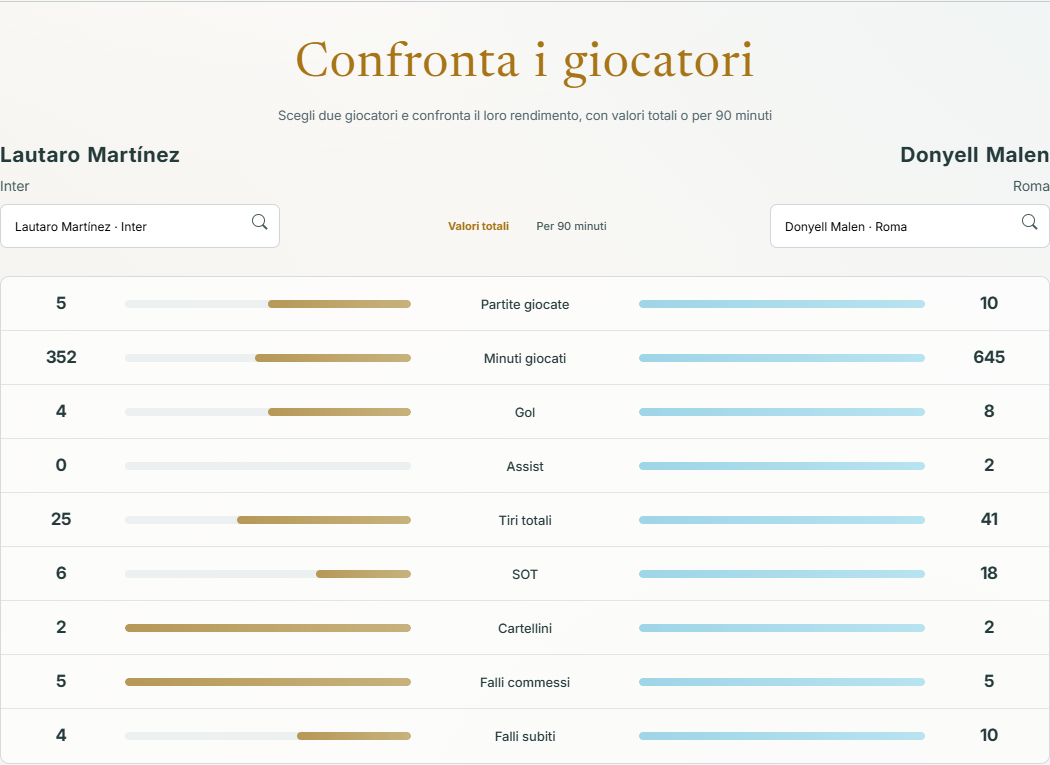 Confronta i giocatori
Scegli due giocatori e confronta il loro rendimento, con valori totali o per 90 minuti
Lautaro Martínez
Donyell Malen
Inter
Roma
Lautaro Martínez · Inter
Valori totali
Per 90 minuti
Donyell Malen · Roma
5 Partite giocate 10
352 Minuti giocati 645
4 Gol 8
0 Assist 2
25 Tiri totali 41
6 SOT 18
2 Cartellini 2
5 Falli commessi 5
4 Falli subiti 10